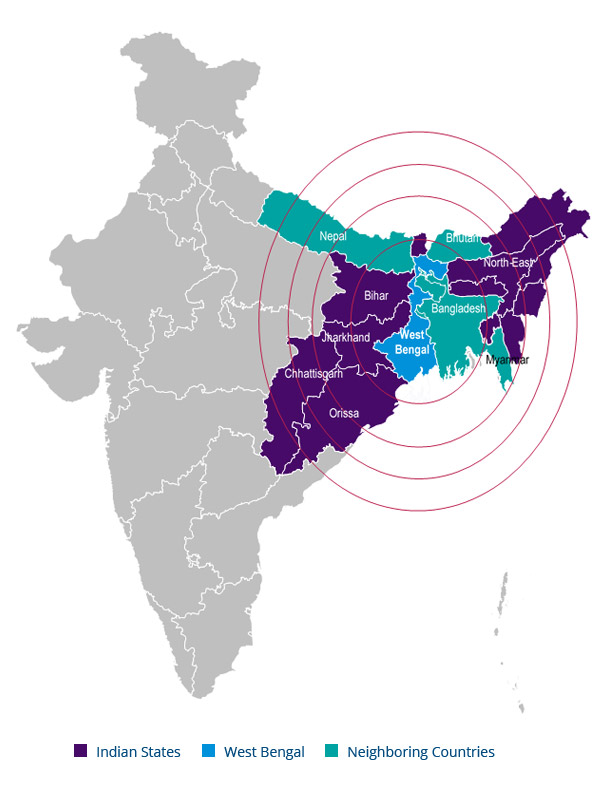 Nepal
Bhutan
North-East
Bihar
Bangladesh
Jharkhand
West
Bengal
Myanmar
Chhattisgarh
Orissa
Indian States
West Bengal
Neighboring Countries